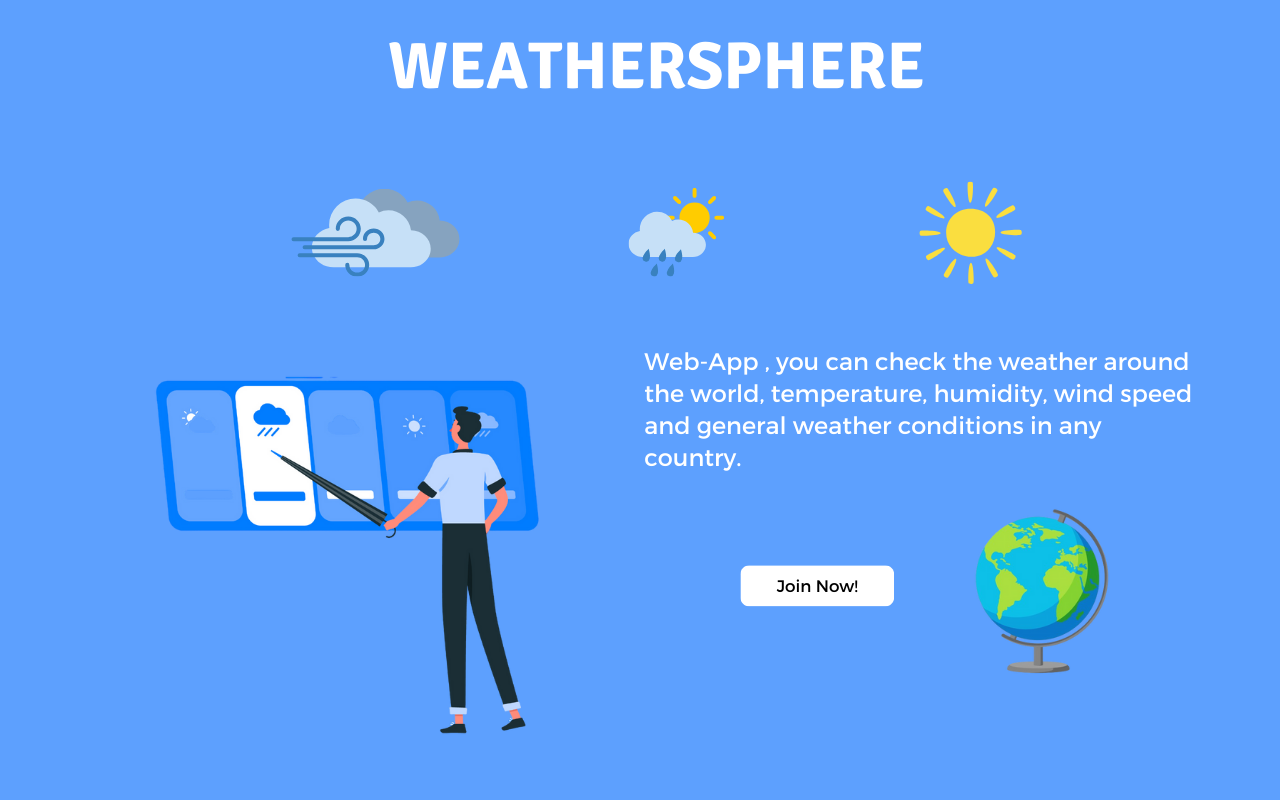 WEATHERSPHERE
Web-App , you can check the weather around
the world, temperature, humidity, wind speed
and general weather conditions in any
country.
Join Now!